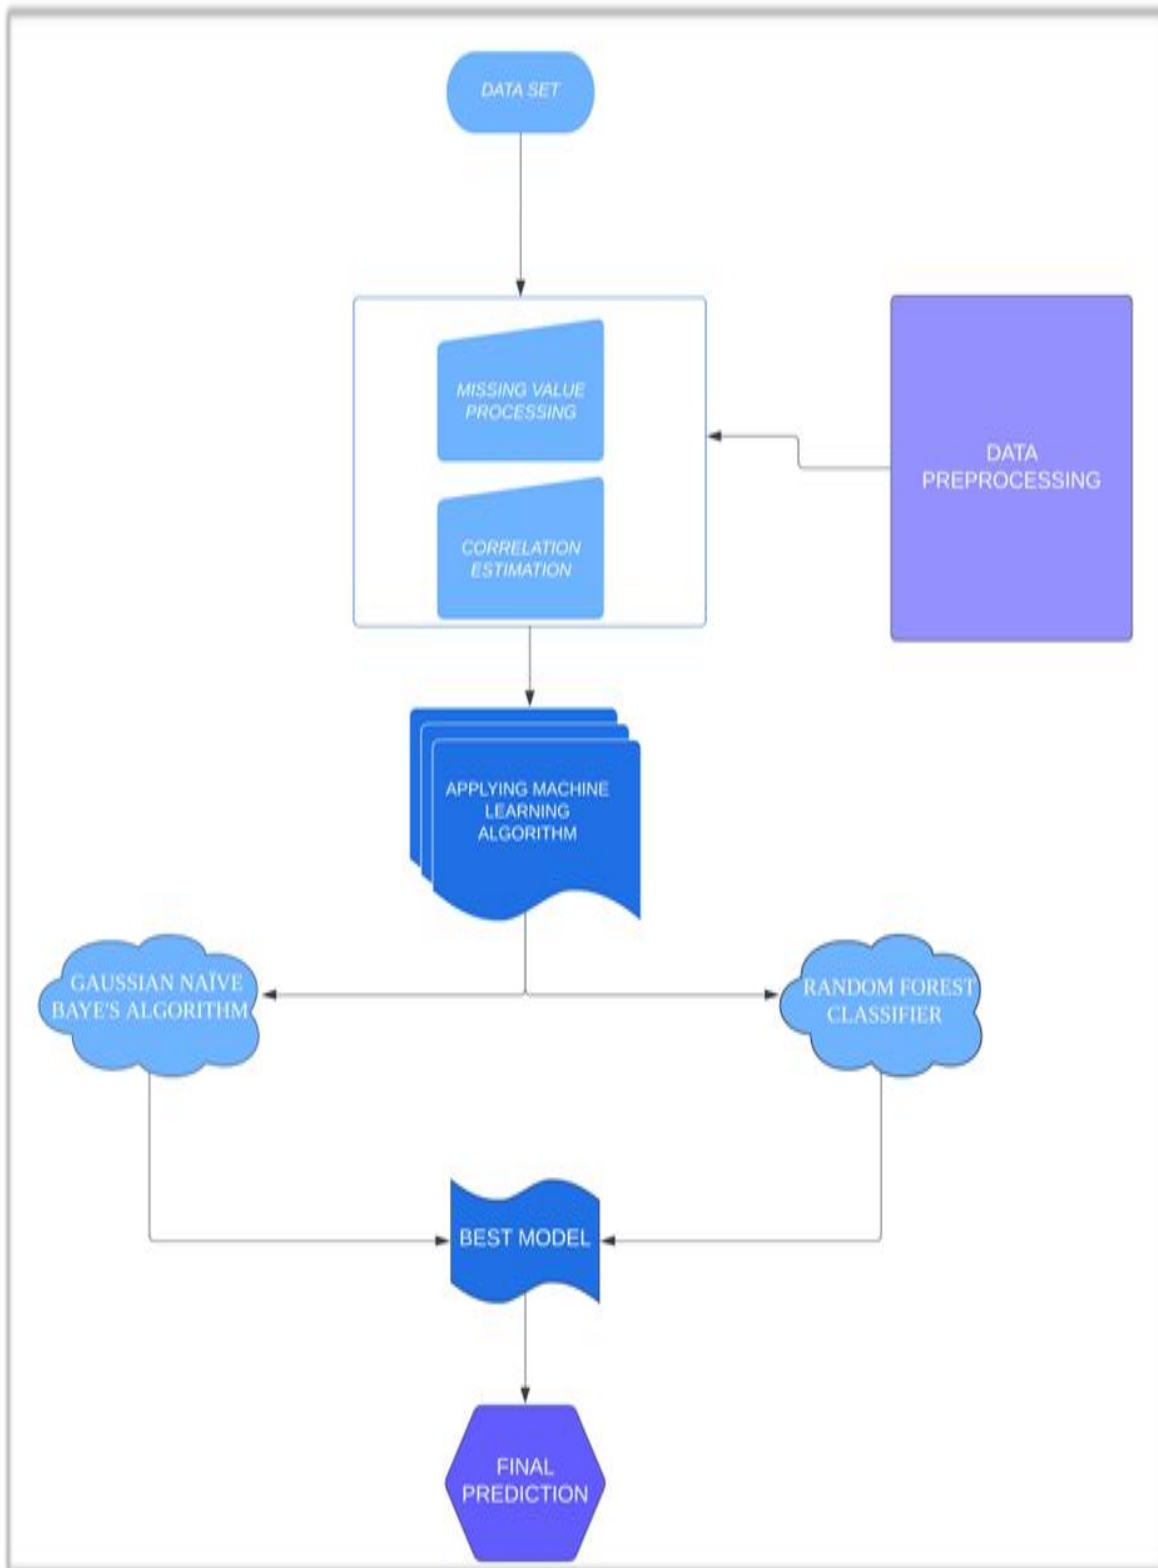 DATA SET
MISSING VALUE
PROCESSING
DATA
PREPROCESSING
CORRELATION
ESTIMATION
APPLYING MACHINE
LEARNING
ALGORITHM
GAUSSIAN NAÏVE
BAYE'S ALGORITHM
RANDOM FOREST
CLASSIFIER
BEST MODEL
FINAL
PREDICTION